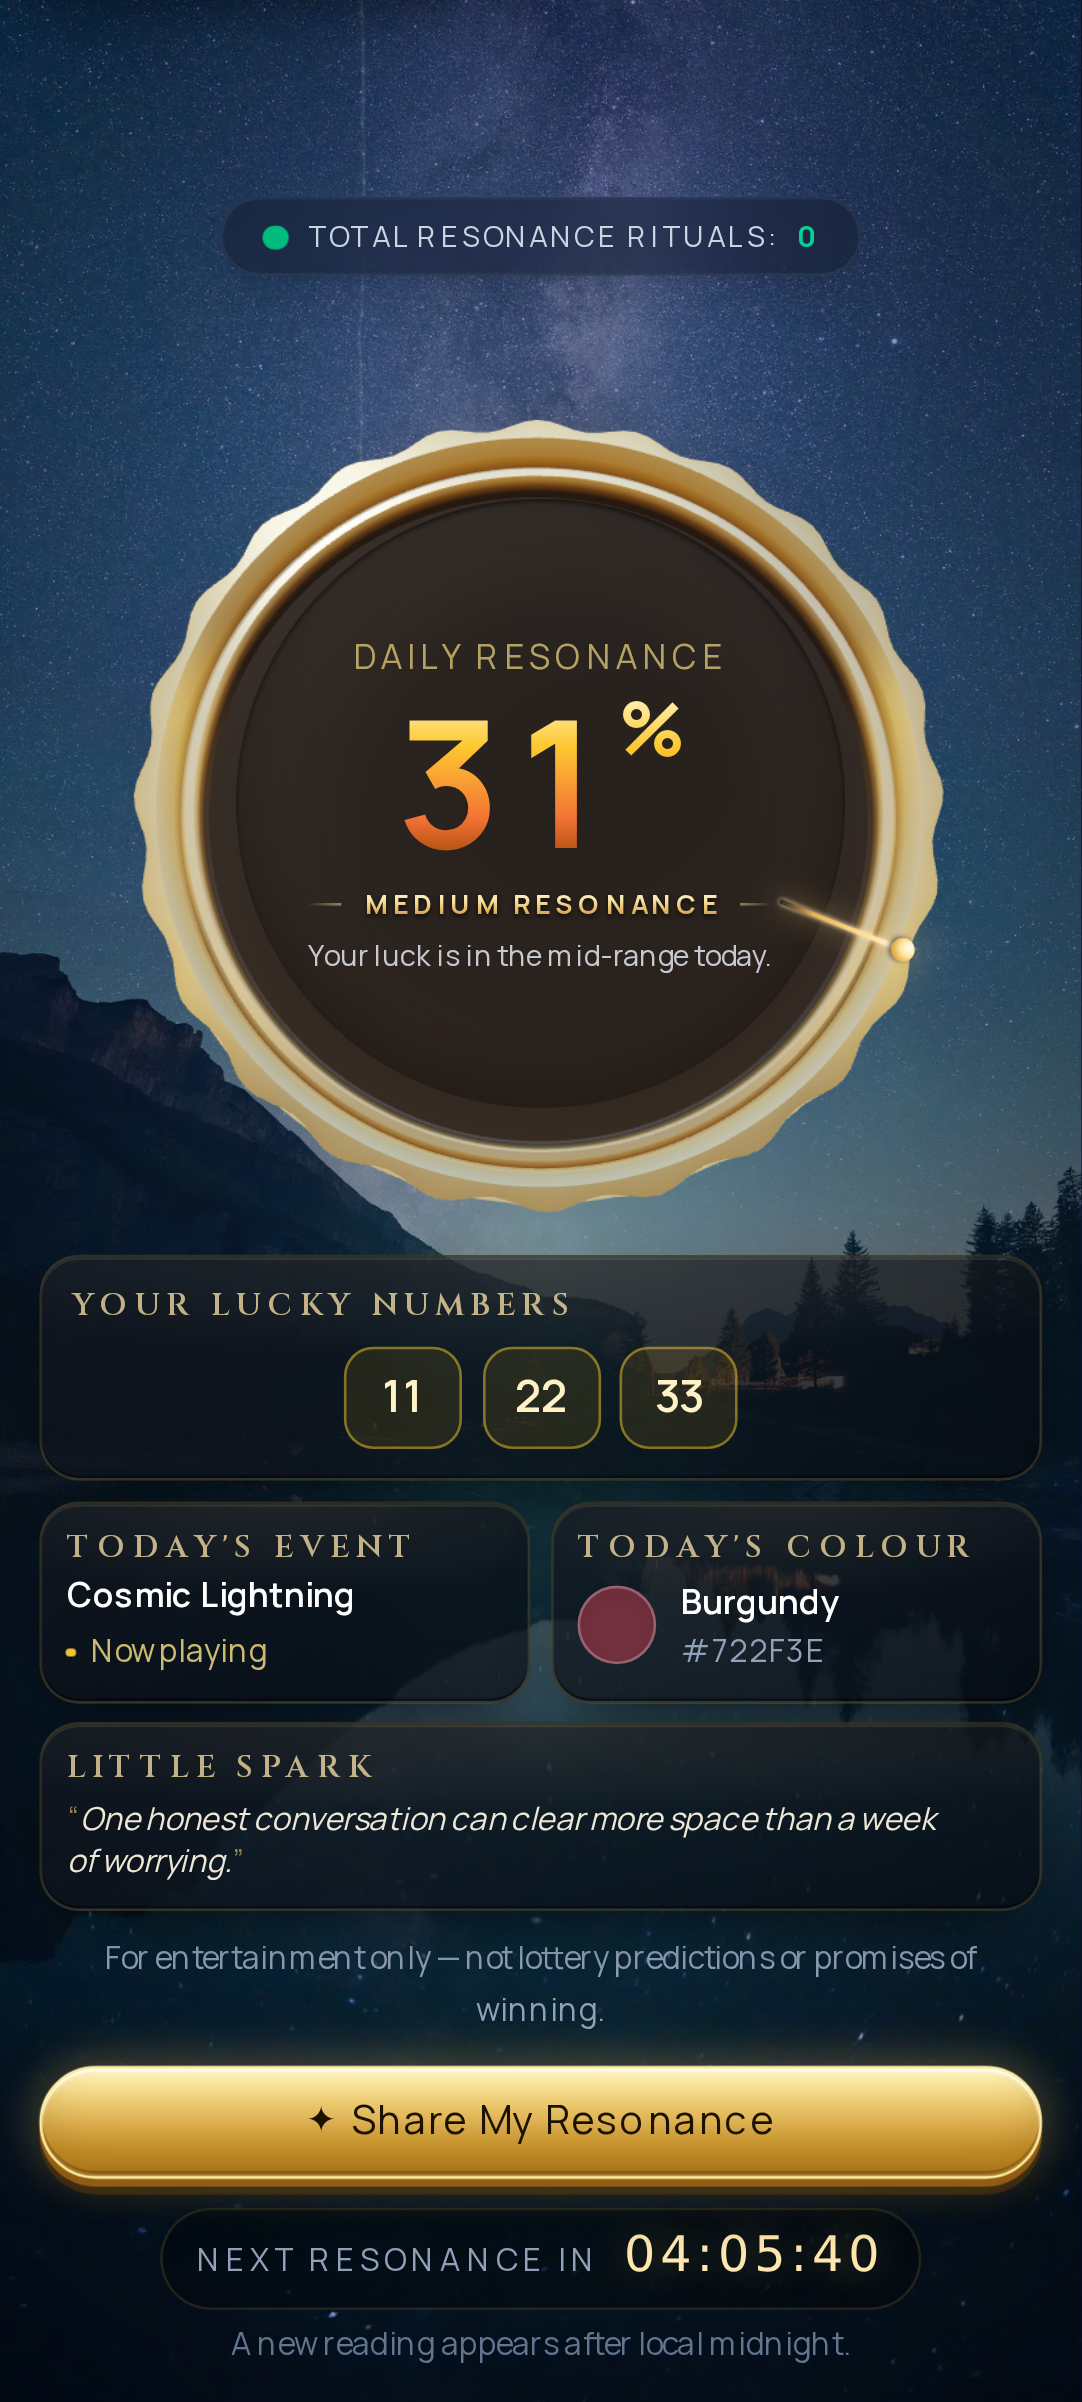 TOTAL RESONANCE RITUALS: 0
DAILY RESONANCE
31%
MEDIUM RESONANCE
Your luck is in the mid-range today.
YOUR LUCKY NUMBERS
11 22 33
TODAY'S EVENT
Cosmic Lightning
Now playing
TODAY'S COLOUR
Burgundy
#722F3E
LITTLE SPARK
“One honest conversation can clear more space than a week
of worrying.”
For entertainment only — not lottery predictions or promises of
winning.
✦ Share My Resonance
NEXT RESONANCE IN 04:05:40
A new reading appears after local midnight.